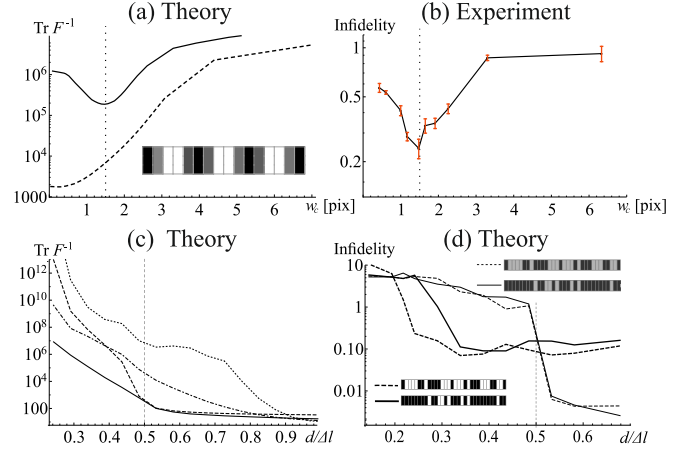 (a) Theory
Tr F⁻¹
10⁶
10⁵
10⁴
1000
1 2 3 4 5 6 w_c [pix]
(b) Experiment
Infidelity
1
0.5
0.2
1 2 3 4 5 6 w_c [pix]
(c) Theory
Tr F⁻¹
10¹²
10¹⁰
10⁸
10⁶
10⁴
100
0.3 0.4 0.5 0.6 0.7 0.8 0.9 d/Δl
(d) Theory
Infidelity
10
1
0.10
0.01
0.2 0.3 0.4 0.5 0.6 d/Δl